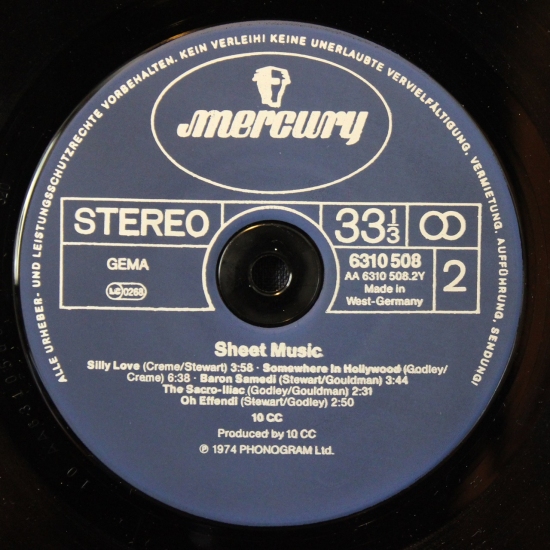 ALLE URHEBER- UND LEISTUNGSSCHUTZRECHTE VORBEHALTEN. KEIN VERLEIH! KEINE UNERLAUBTE VERVIELFÄLTIGUNG, VERMIETUNG, AUFFÜHRUNG, SENDUNG!
mercury
STEREO
33 1/3
GEMA
LC 0268
6310 508
AA 6310 508.2Y
Made in
West-Germany
2
Sheet Music
Silly Love (Creme/Stewart) 3:58 · Somewhere In Hollywood (Godley/
Crame) 6:38 · Baron Samedi (Stewart/Gouldman) 3:44
The Sacro-Iliac (Godley/Gouldman) 2:31
Oh Effendi (Stewart/Godley) 2:50
10 CC
Produced by 10 CC
℗ 1974 PHONOGRAM Ltd.